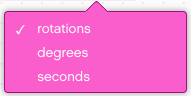 ✓ rotations
degrees
seconds